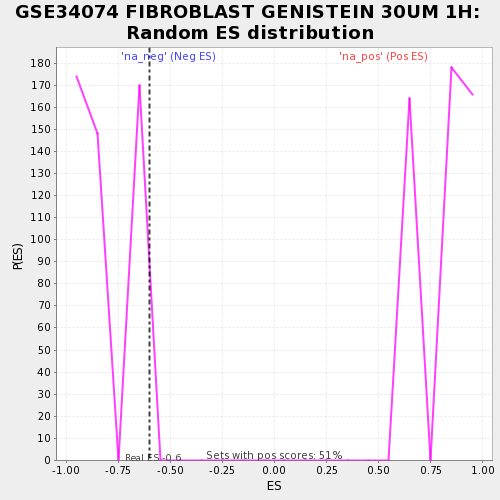 GSE34074 FIBROBLAST GENISTEIN 30UM 1H:
Random ES distribution
'na_neg' (Neg ES) 'na_pos' (Pos ES)
180
170
160
150
140
130
120
110
100
90
80
70
60
50
40
30
20
10
0
P(ES)
Real ES -0.6 Sets with pos scores: 51%
-1.00 -0.75 -0.50 -0.25 0.00 0.25 0.50 0.75 1.00
ES